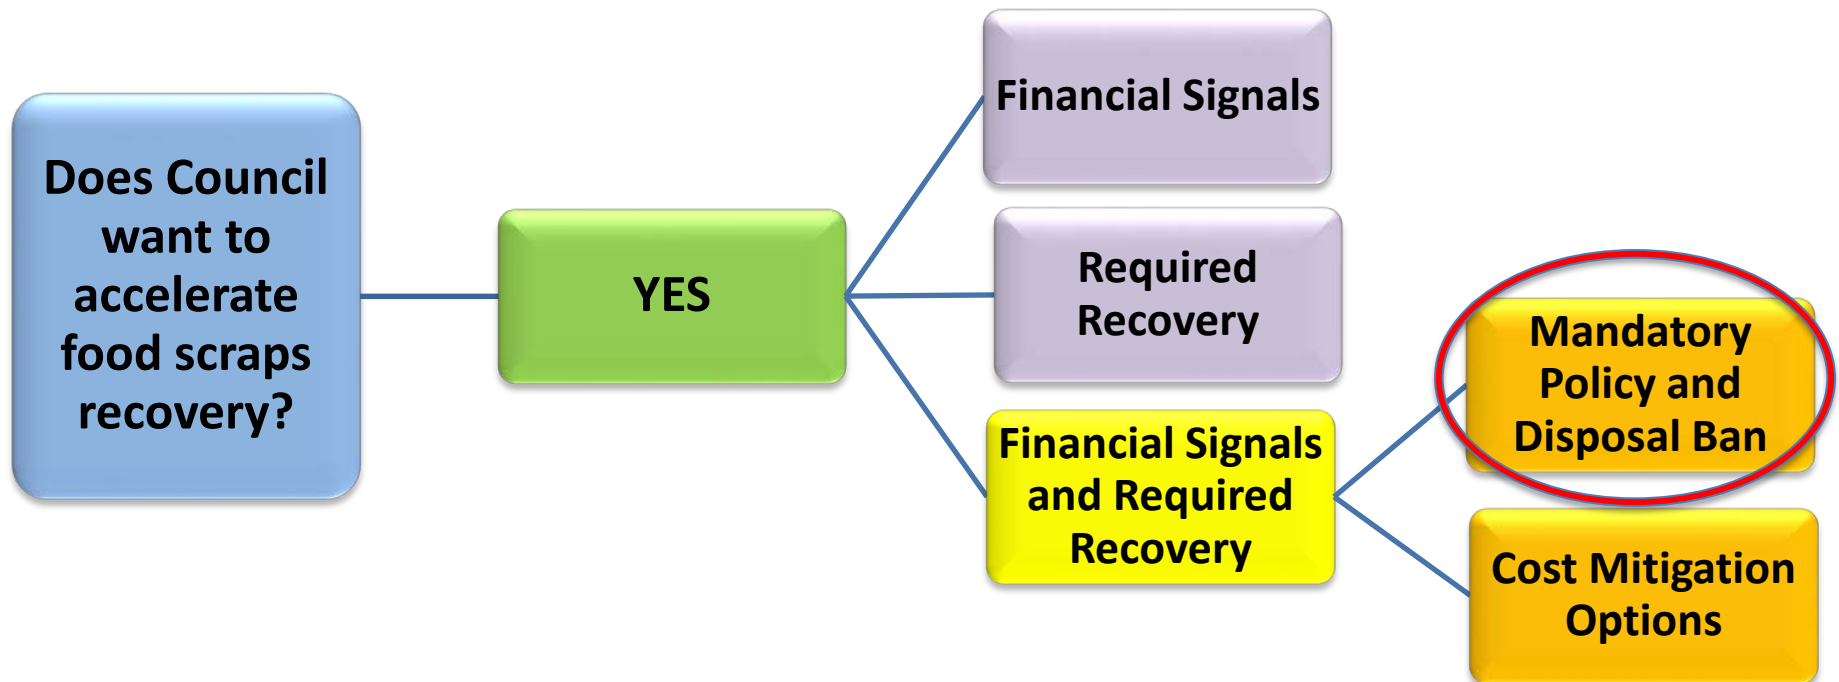 Does Council
want to
accelerate
food scraps
recovery?
YES
Financial Signals
Required
Recovery
Financial Signals
and Required
Recovery
Mandatory
Policy and
Disposal Ban
Cost Mitigation
Options